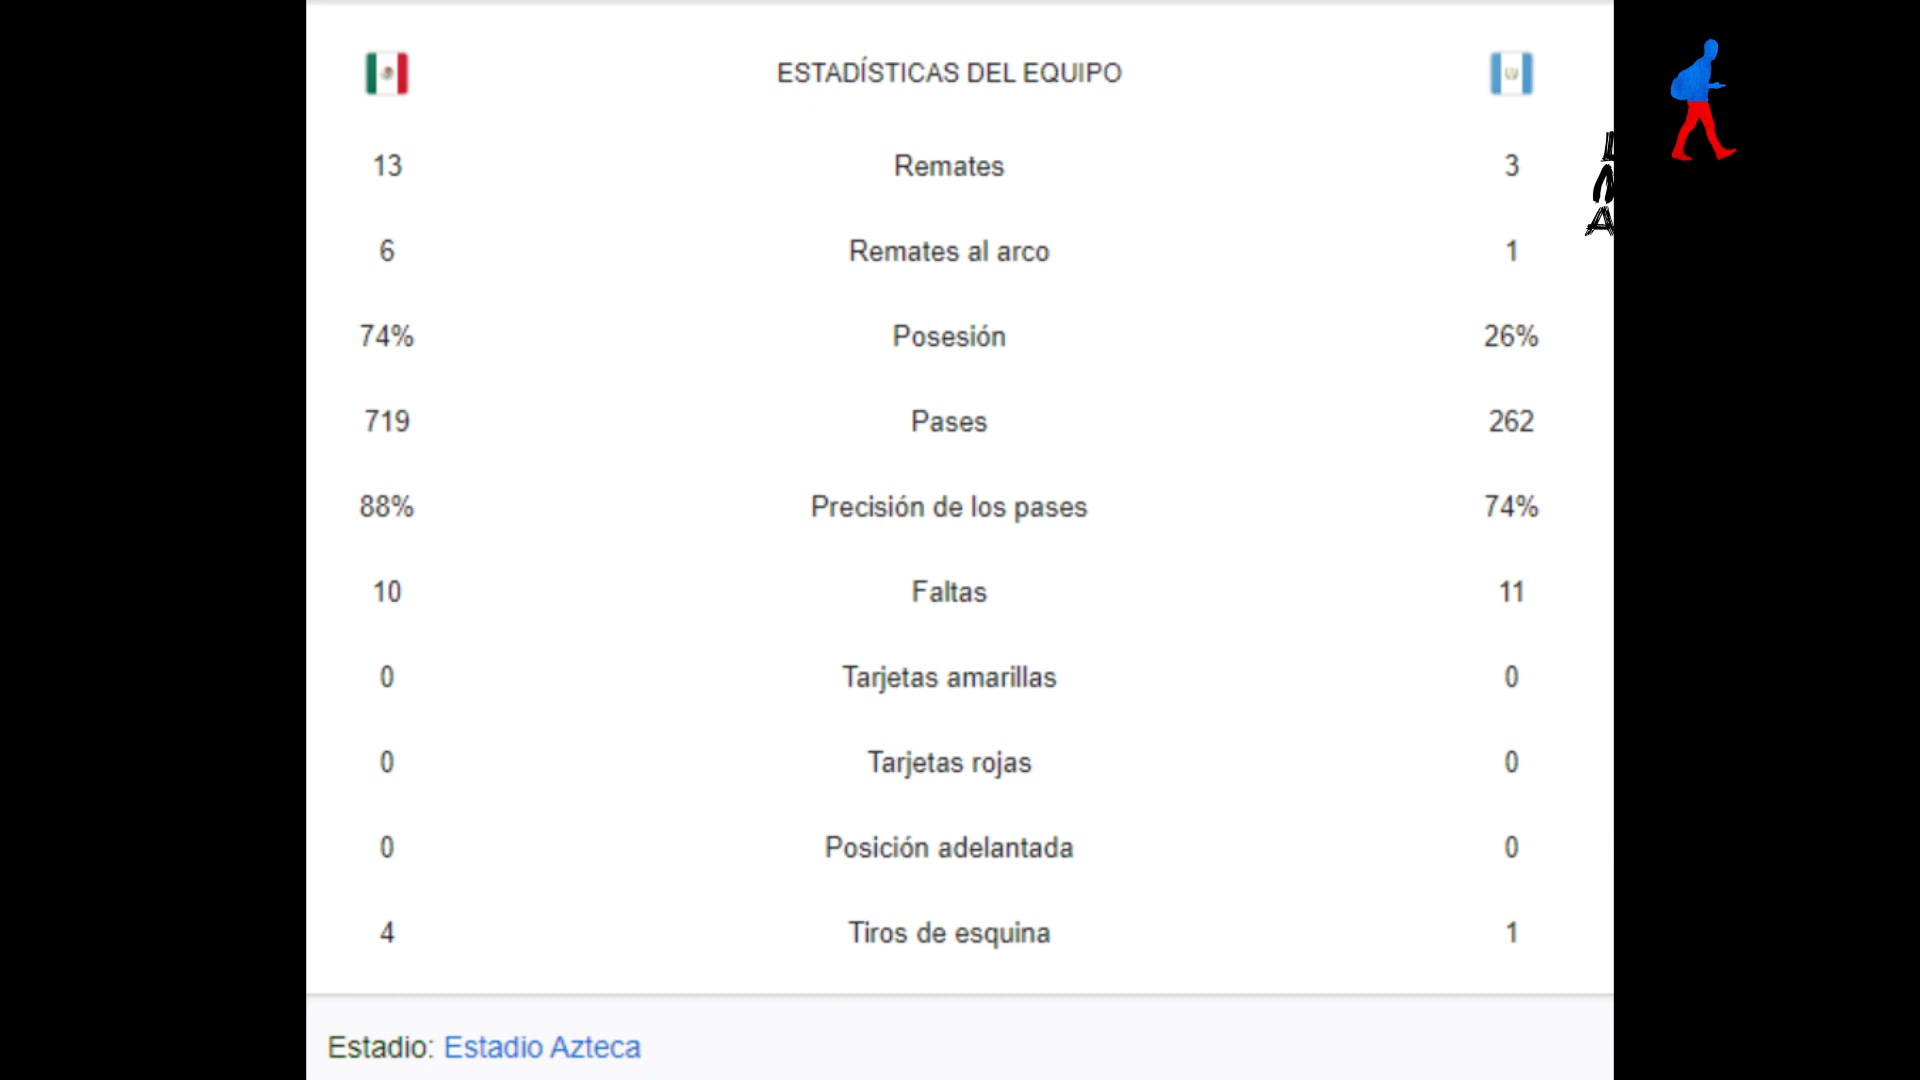 ESTADÍSTICAS DEL EQUIPO
13 Remates 3
6 Remates al arco 1
74% Posesión 26%
719 Pases 262
88% Precisión de los pases 74%
10 Faltas 11
0 Tarjetas amarillas 0
0 Tarjetas rojas 0
0 Posición adelantada 0
4 Tiros de esquina 1
Estadio: Estadio Azteca